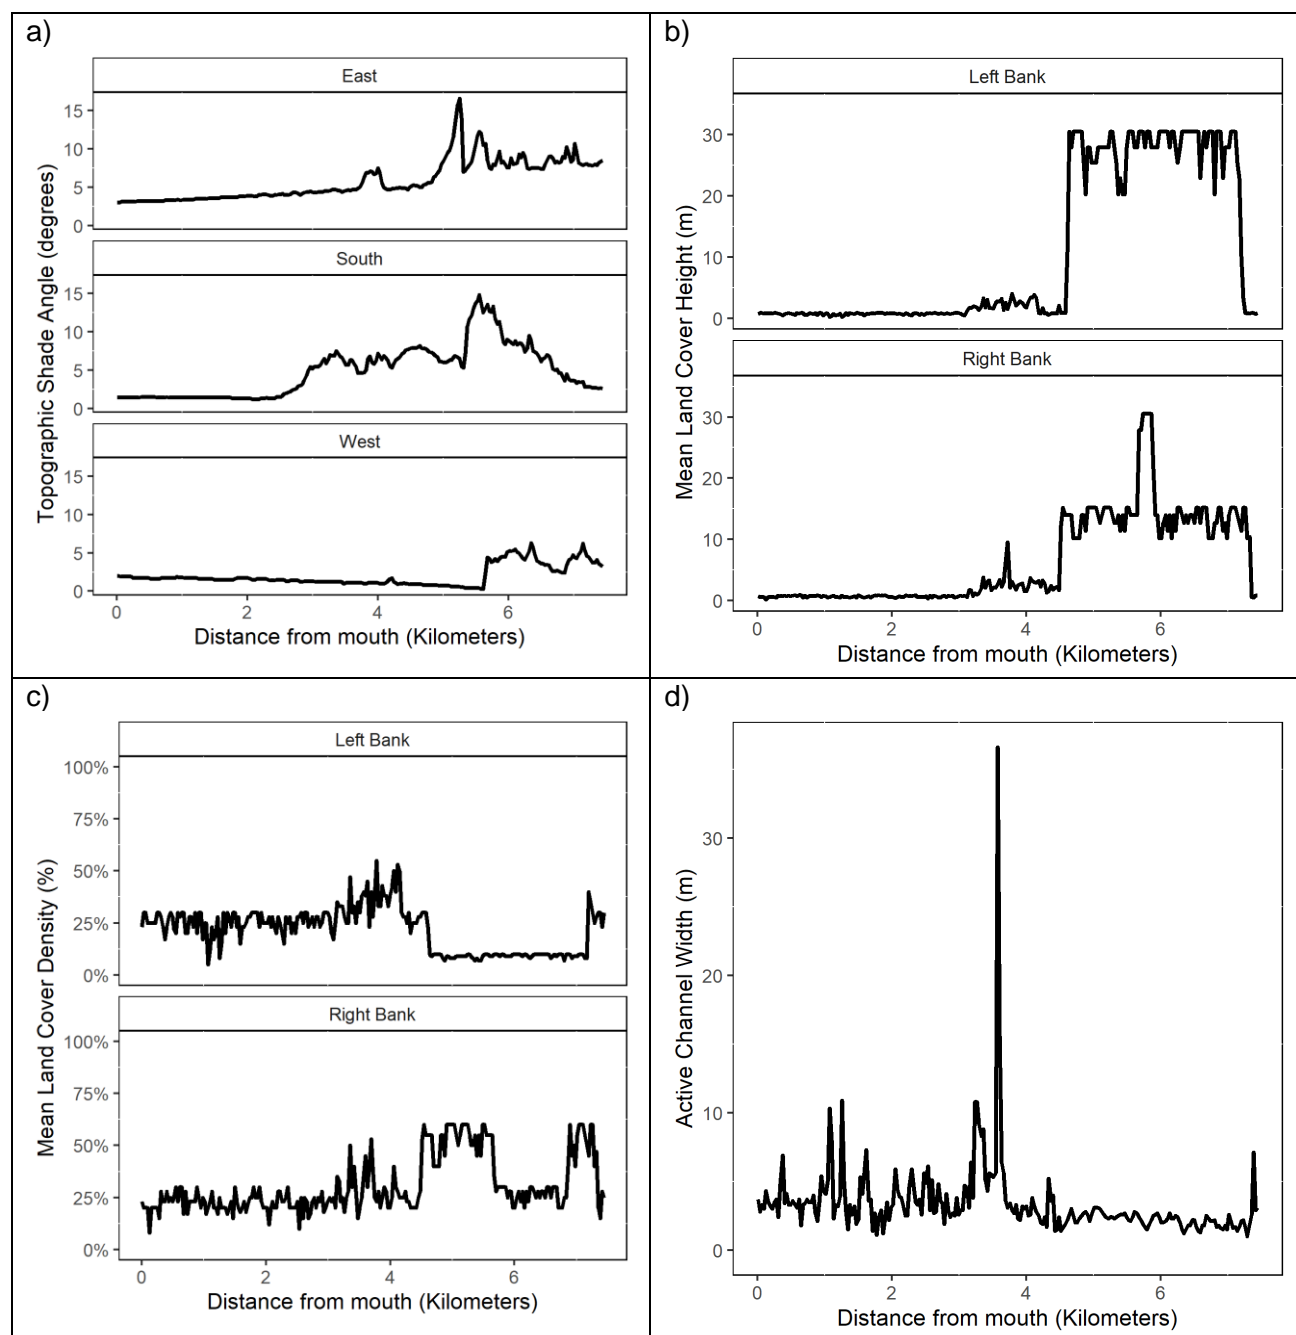 a)
East
15
10
5
0
South
15
10
5
0
West
15
10
5
0
Topographic Shade Angle (degrees)
0 2 4 6
Distance from mouth (Kilometers)
b)
Left Bank
30
20
10
0
Right Bank
30
20
10
0
Mean Land Cover Height (m)
0 2 4 6
Distance from mouth (Kilometers)
c)
Left Bank
100%
75%
50%
25%
0%
Right Bank
100%
75%
50%
25%
0%
Mean Land Cover Density (%)
0 2 4 6
Distance from mouth (Kilometers)
d)
30
20
10
0
Active Channel Width (m)
0 2 4 6
Distance from mouth (Kilometers)